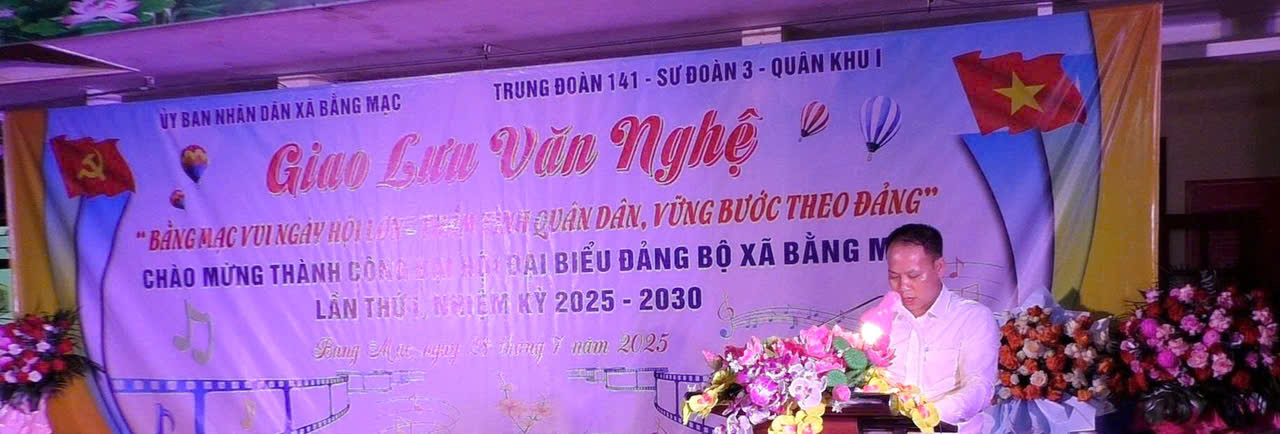 ỦY BAN NHÂN DÂN XÃ BẰNG MẠC
TRUNG ĐOÀN 141 - SƯ ĐOÀN 3 - QUÂN KHU I
Giao Lưu Văn Nghệ
"BẰNG MẠC VUI NGÀY HỘI LỚN - THẮM TÌNH QUÂN DÂN, VỮNG BƯỚC THEO ĐẢNG"
CHÀO MỪNG THÀNH CÔNG ĐẠI HỘI ĐẠI BIỂU ĐẢNG BỘ XÃ BẰNG
LẦN THỨ I, NHIỆM KỲ 2025 - 2030
Bằng Mạc, ngày 28 tháng 7 năm 2025